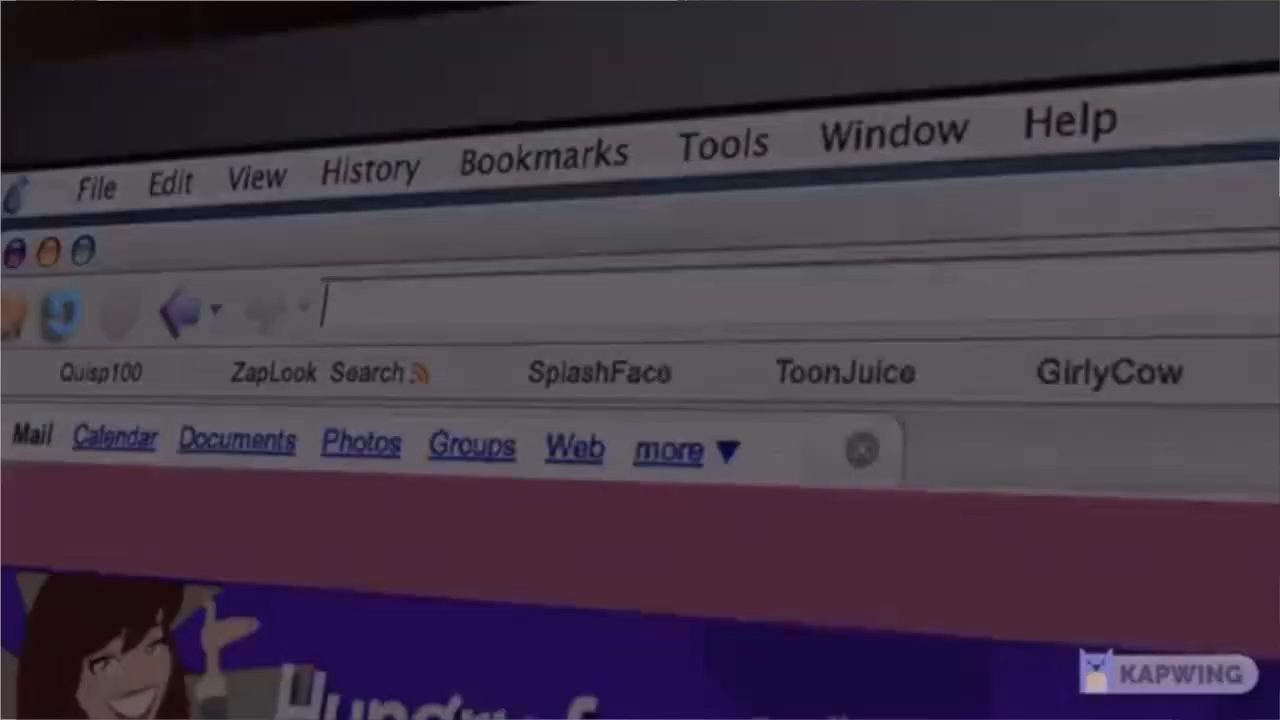 File Edit View History Bookmarks Tools Window Help
Quisp100 ZapLook Search SplashFace ToonJuice GirlyCow
Mail Calendar Documents Photos Groups Web more ▼
Hungry f
KAPWING